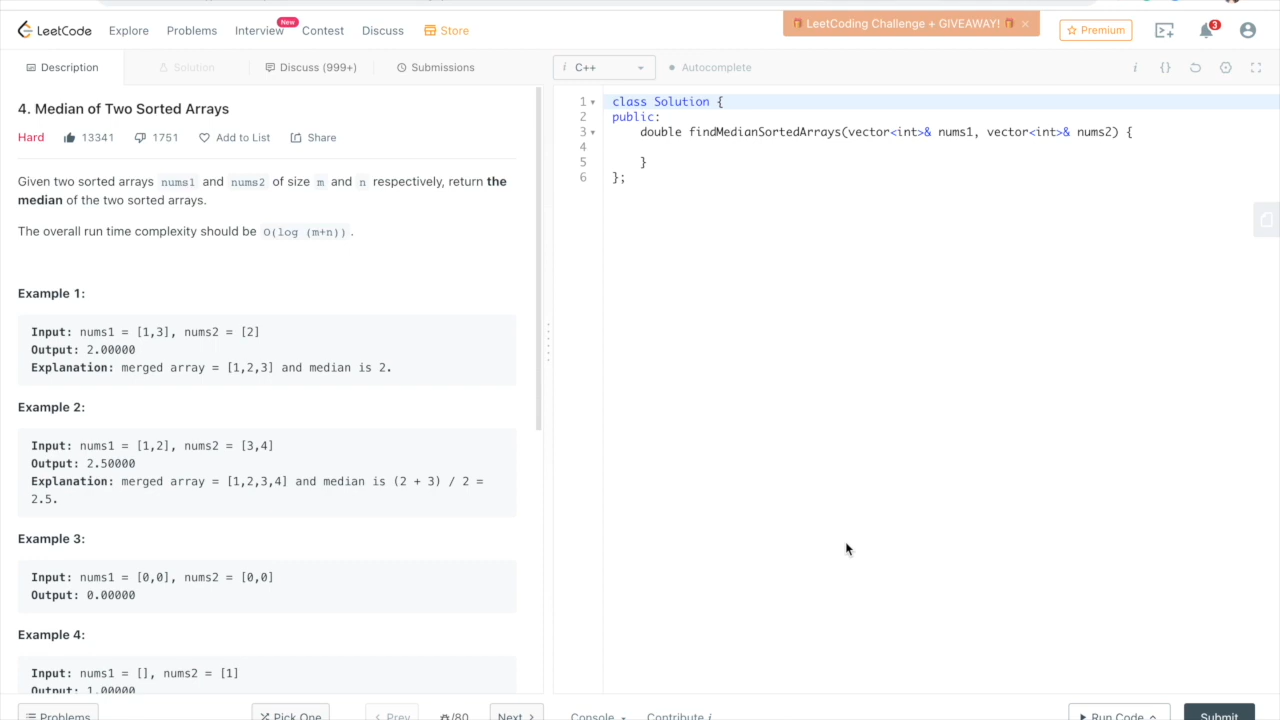 LeetCode Explore Problems Interview New Contest Discuss Store LeetCoding Challenge + GIVEAWAY! × Premium 3
Description Solution Discuss (999+) Submissions i C++ Autocomplete i {}
4. Median of Two Sorted Arrays
Hard 13341 1751 Add to List Share
Given two sorted arrays nums1 and nums2 of size m and n respectively, return the
median of the two sorted arrays.
The overall run time complexity should be O(log (m+n)) .
Example 1:
Input: nums1 = [1,3], nums2 = [2]
Output: 2.00000
Explanation: merged array = [1,2,3] and median is 2.
Example 2:
Input: nums1 = [1,2], nums2 = [3,4]
Output: 2.50000
Explanation: merged array = [1,2,3,4] and median is (2 + 3) / 2 =
2.5.
Example 3:
Input: nums1 = [0,0], nums2 = [0,0]
Output: 0.00000
Example 4:
Input: nums1 = [], nums2 = [1]
Output: 1.00000
1 class Solution {
2 public:
3 double findMedianSortedArrays(vector<int>& nums1, vector<int>& nums2) {
4
5 }
6 };
Problems Pick One Prev /80 Next Console Contribute i Run Code Submit